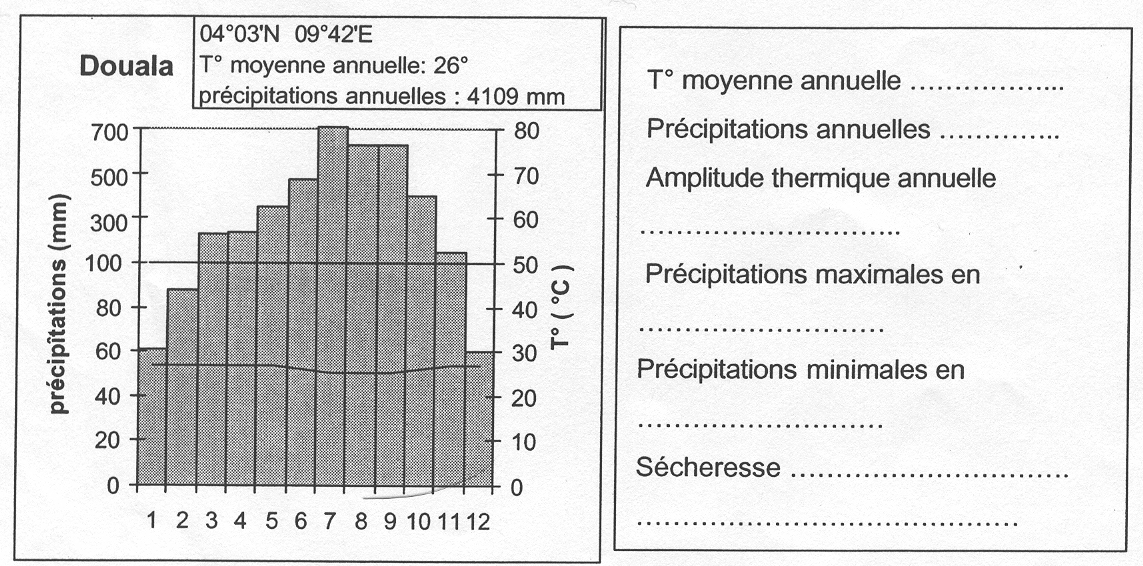 Douala
04°03'N 09°42'E
T° moyenne annuelle: 26°
précipitations annuelles : 4109 mm
700
500
300
100
80
60
40
20
0
précipîtations (mm)
80
70
60
50
40
30
20
10
0
T° ( °C )
1 2 3 4 5 6 7 8 9 10 11 12
T° moyenne annuelle ……………..
Précipitations annuelles …………..
Amplitude thermique annuelle
……………………………..
Précipitations maximales en
……………………………
Précipitations minimales en
……………………………
Sécheresse ………………………………
……………………………………………